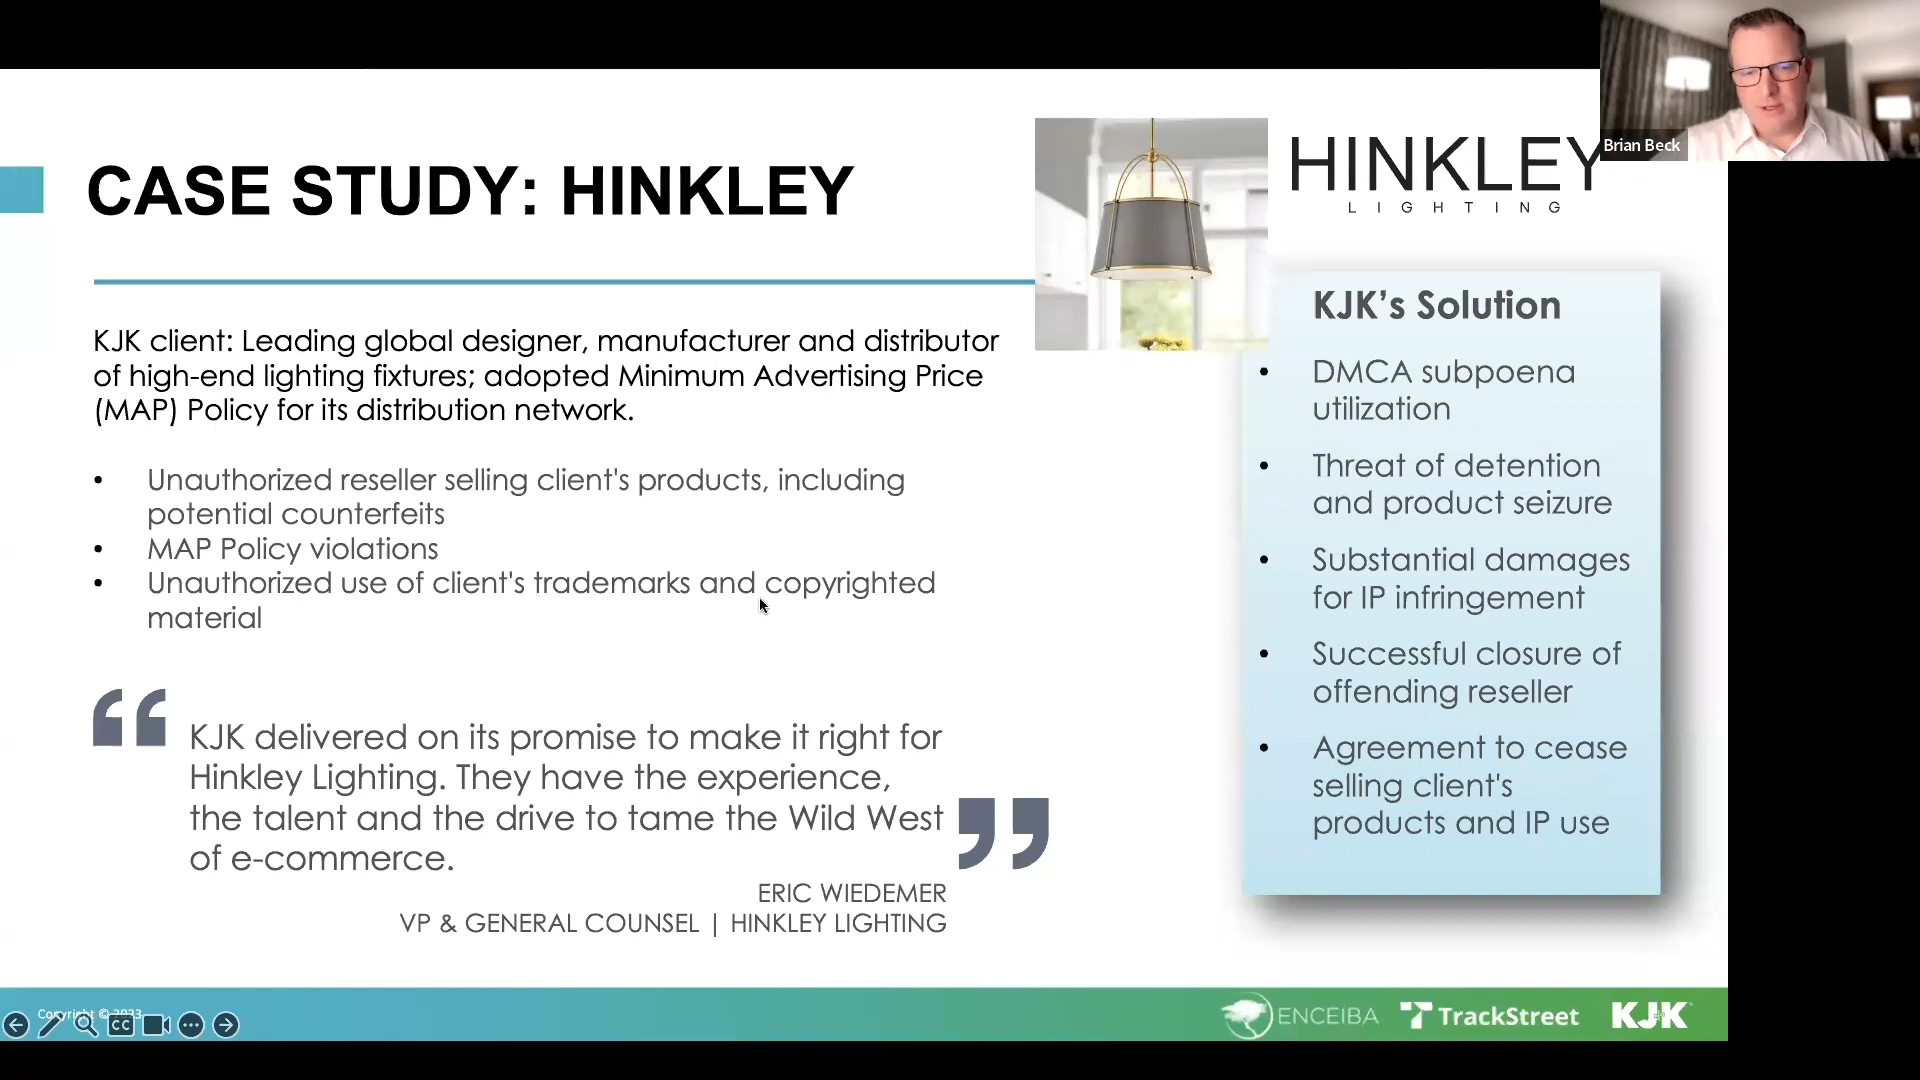 Brian Beck
CASE STUDY: HINKLEY
HINKLEY
LIGHTING
KJK client: Leading global designer, manufacturer and distributor
of high-end lighting fixtures; adopted Minimum Advertising Price
(MAP) Policy for its distribution network.
• Unauthorized reseller selling client's products, including
potential counterfeits
• MAP Policy violations
• Unauthorized use of client's trademarks and copyrighted
material
“
KJK delivered on its promise to make it right for
Hinkley Lighting. They have the experience,
the talent and the drive to tame the Wild West
of e-commerce.
”
ERIC WIEDEMER
VP & GENERAL COUNSEL | HINKLEY LIGHTING
KJK’s Solution
• DMCA subpoena
utilization
• Threat of detention
and product seizure
• Substantial damages
for IP infringement
• Successful closure of
offending reseller
• Agreement to cease
selling client's
products and IP use
Copyright © 2023
CC
ENCEIBA
TrackStreet
KJK